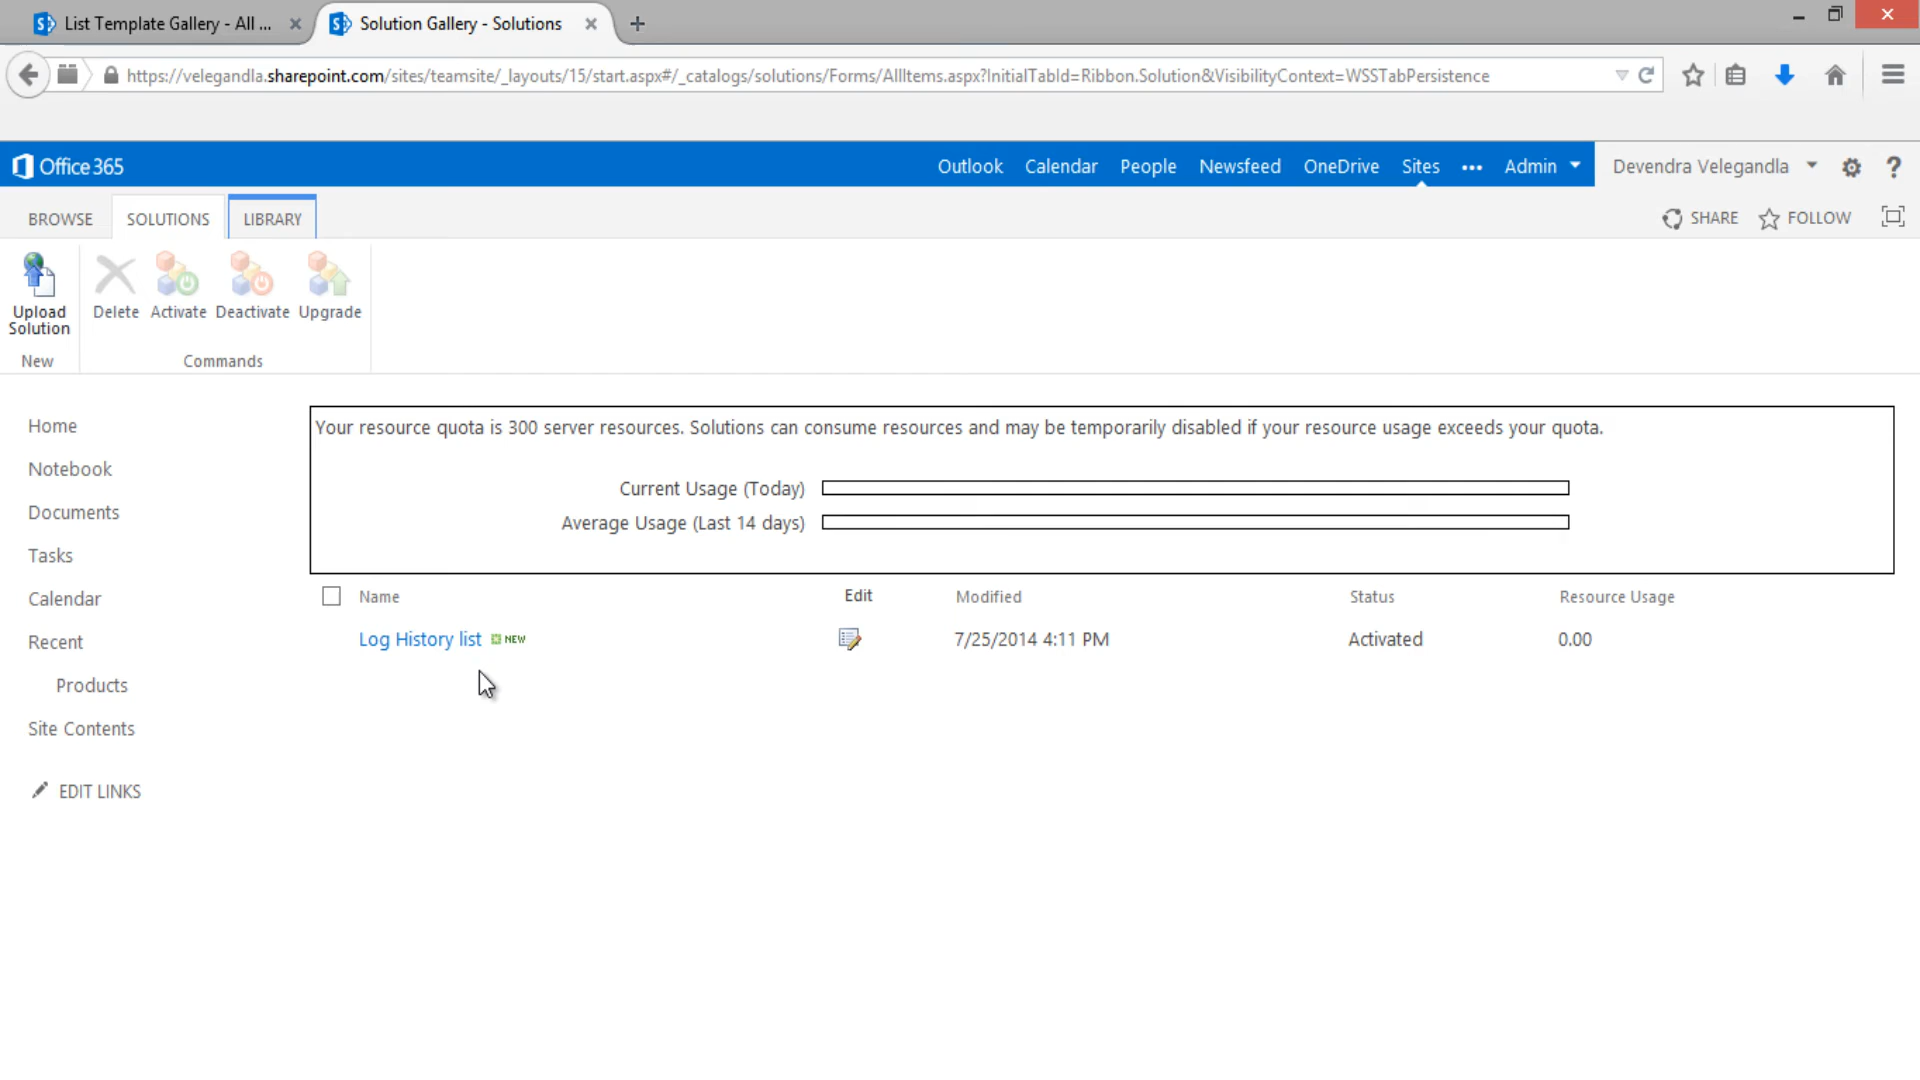 List Template Gallery - All ...
Solution Gallery - Solutions
https://velegandla.sharepoint.com/sites/teamsite/_layouts/15/start.aspx#/_catalogs/solutions/Forms/AllItems.aspx?InitialTabId=Ribbon.Solution&VisibilityContext=WSSTabPersistence
Office 365
Outlook Calendar People Newsfeed OneDrive Sites ... Admin Devendra Velegandla ?
BROWSE SOLUTIONS LIBRARY SHARE FOLLOW
Upload Solution
Delete Activate Deactivate Upgrade
New Commands
Home
Notebook
Documents
Tasks
Calendar
Recent
Products
Site Contents
EDIT LINKS
Your resource quota is 300 server resources. Solutions can consume resources and may be temporarily disabled if your resource usage exceeds your quota.
Current Usage (Today)
Average Usage (Last 14 days)
Name Edit Modified Status Resource Usage
Log History list NEW 7/25/2014 4:11 PM Activated 0.00